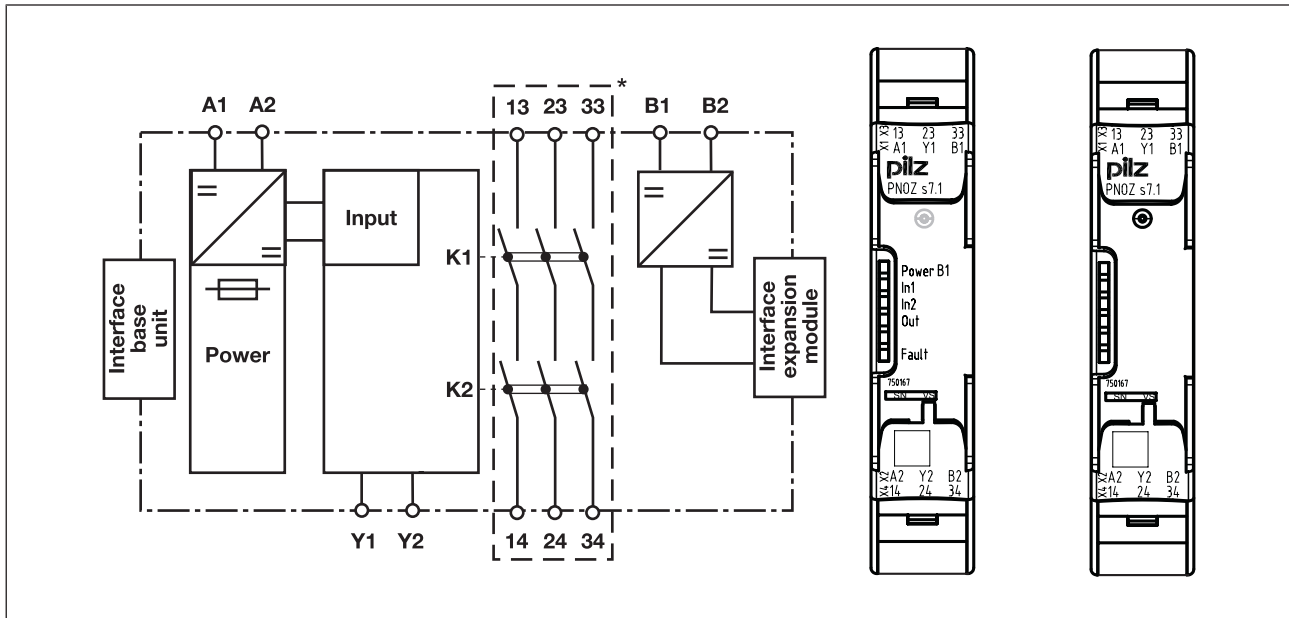 *
A1 A2 13 23 33 B1 B2
Input
K1
Interface
base
unit
Power
Interface
expansion
module
K2
Y1 Y2 14 24 34
X3 13 23 33
X1 A1 Y1 B1
pilz
PNOZ s7.1
Power B1
In1
In2
Out
Fault
750167
SN VS
X2 A2 Y2 B2
X4 14 24 34
X3 13 23 33
X1 A1 Y1 B1
pilz
PNOZ s7.1
750167
SN VS
X2 A2 Y2 B2
X4 14 24 34